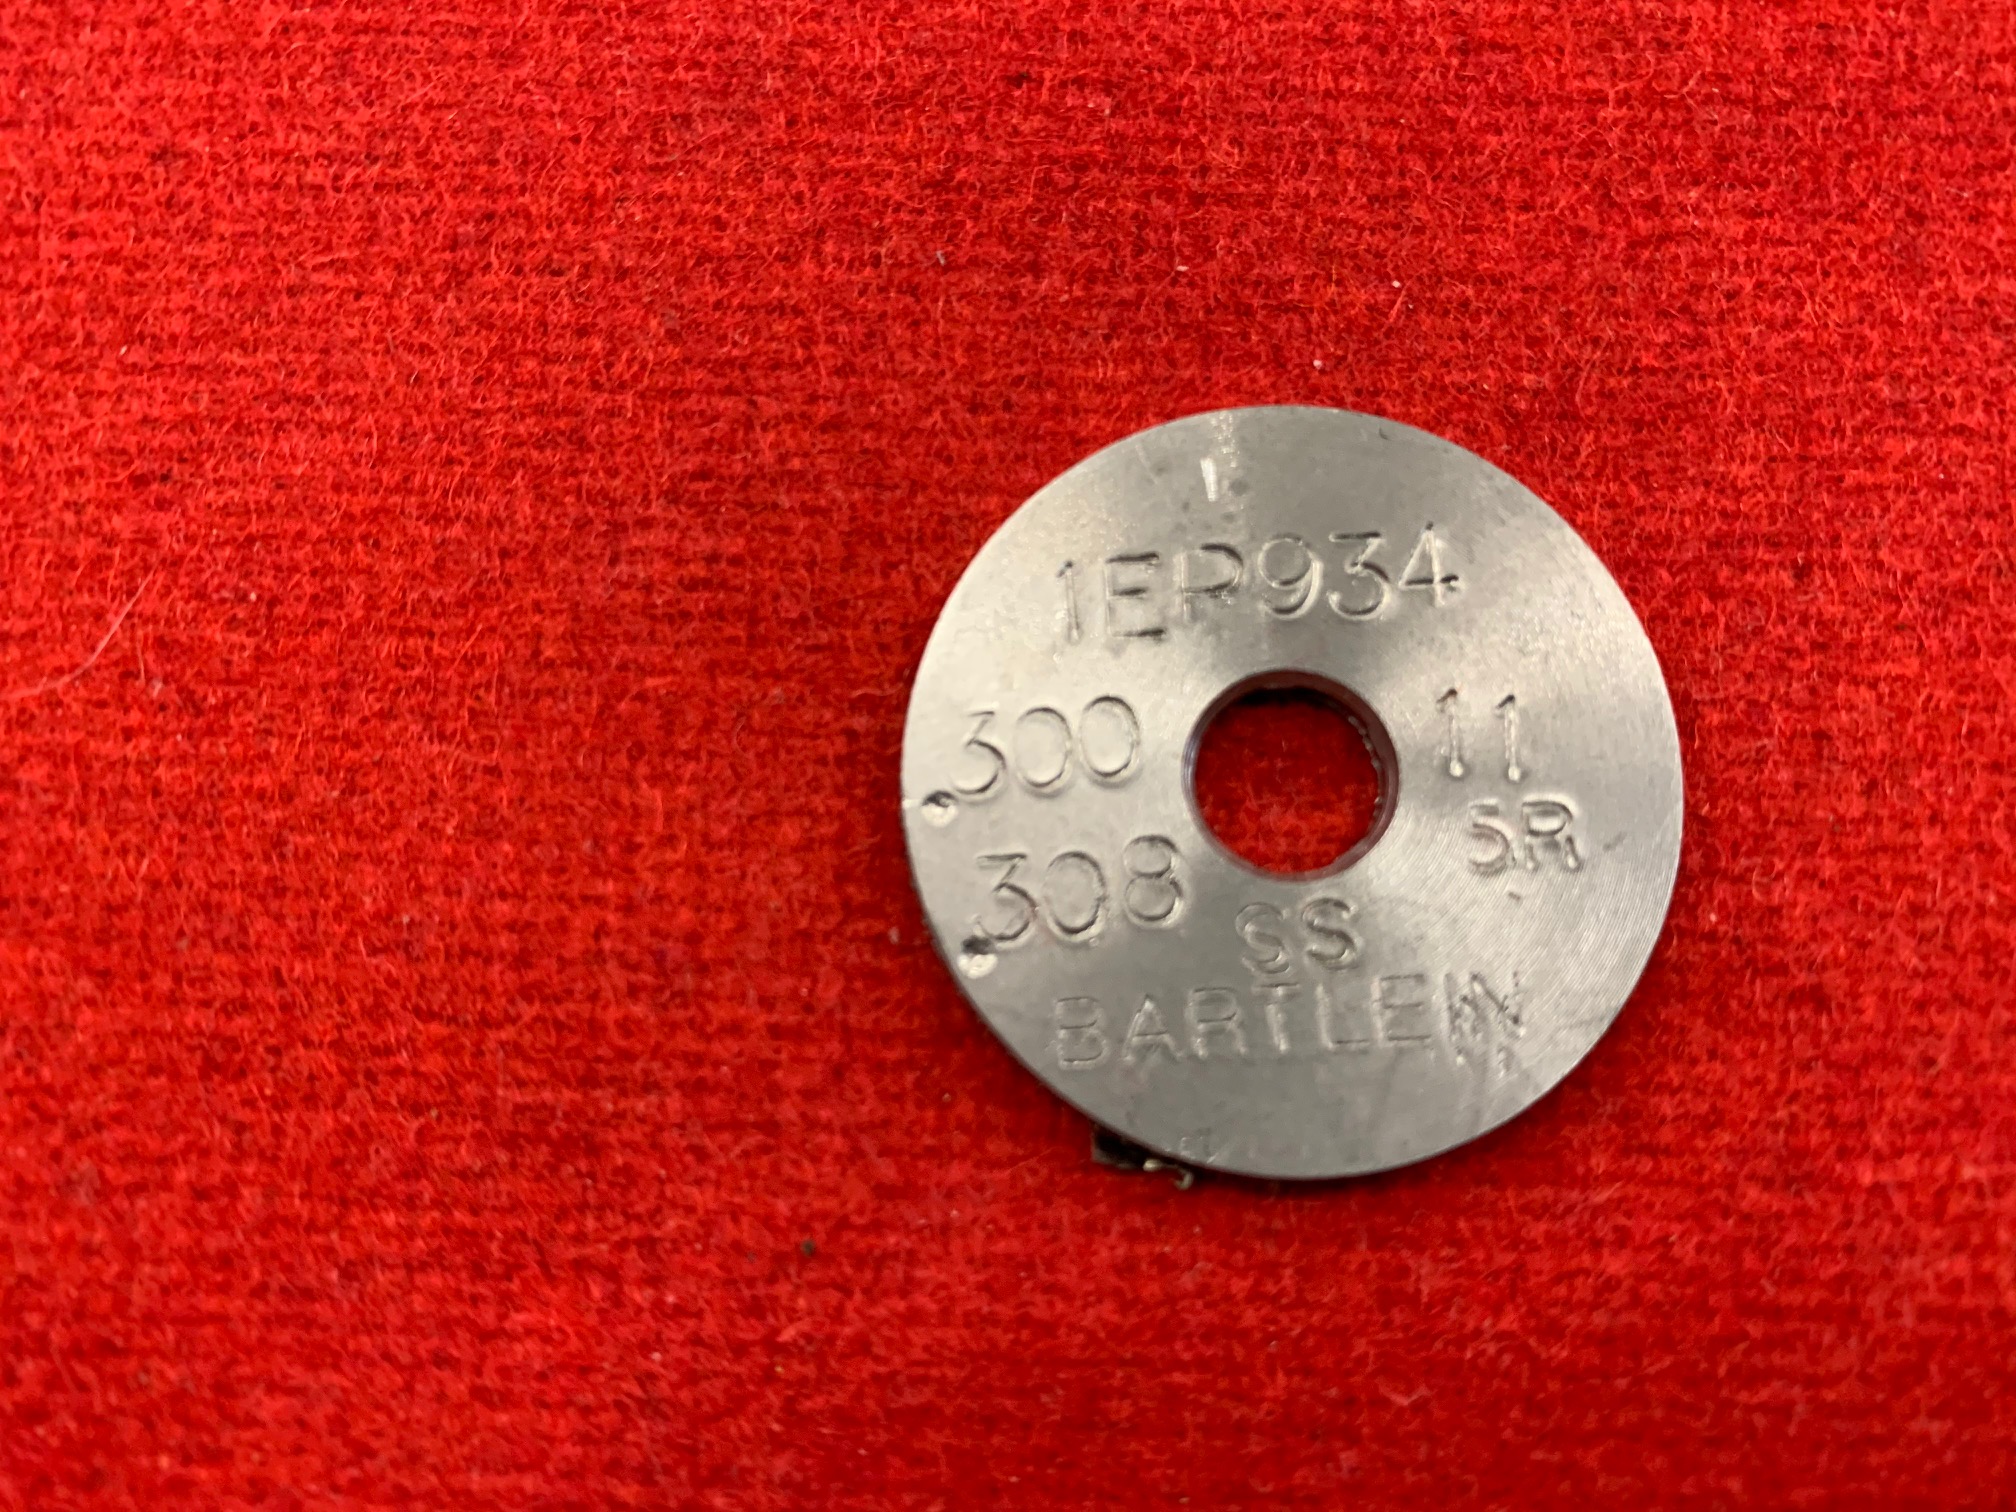 1EP934
.300 11
.308 5R
SS
BARTLEIN